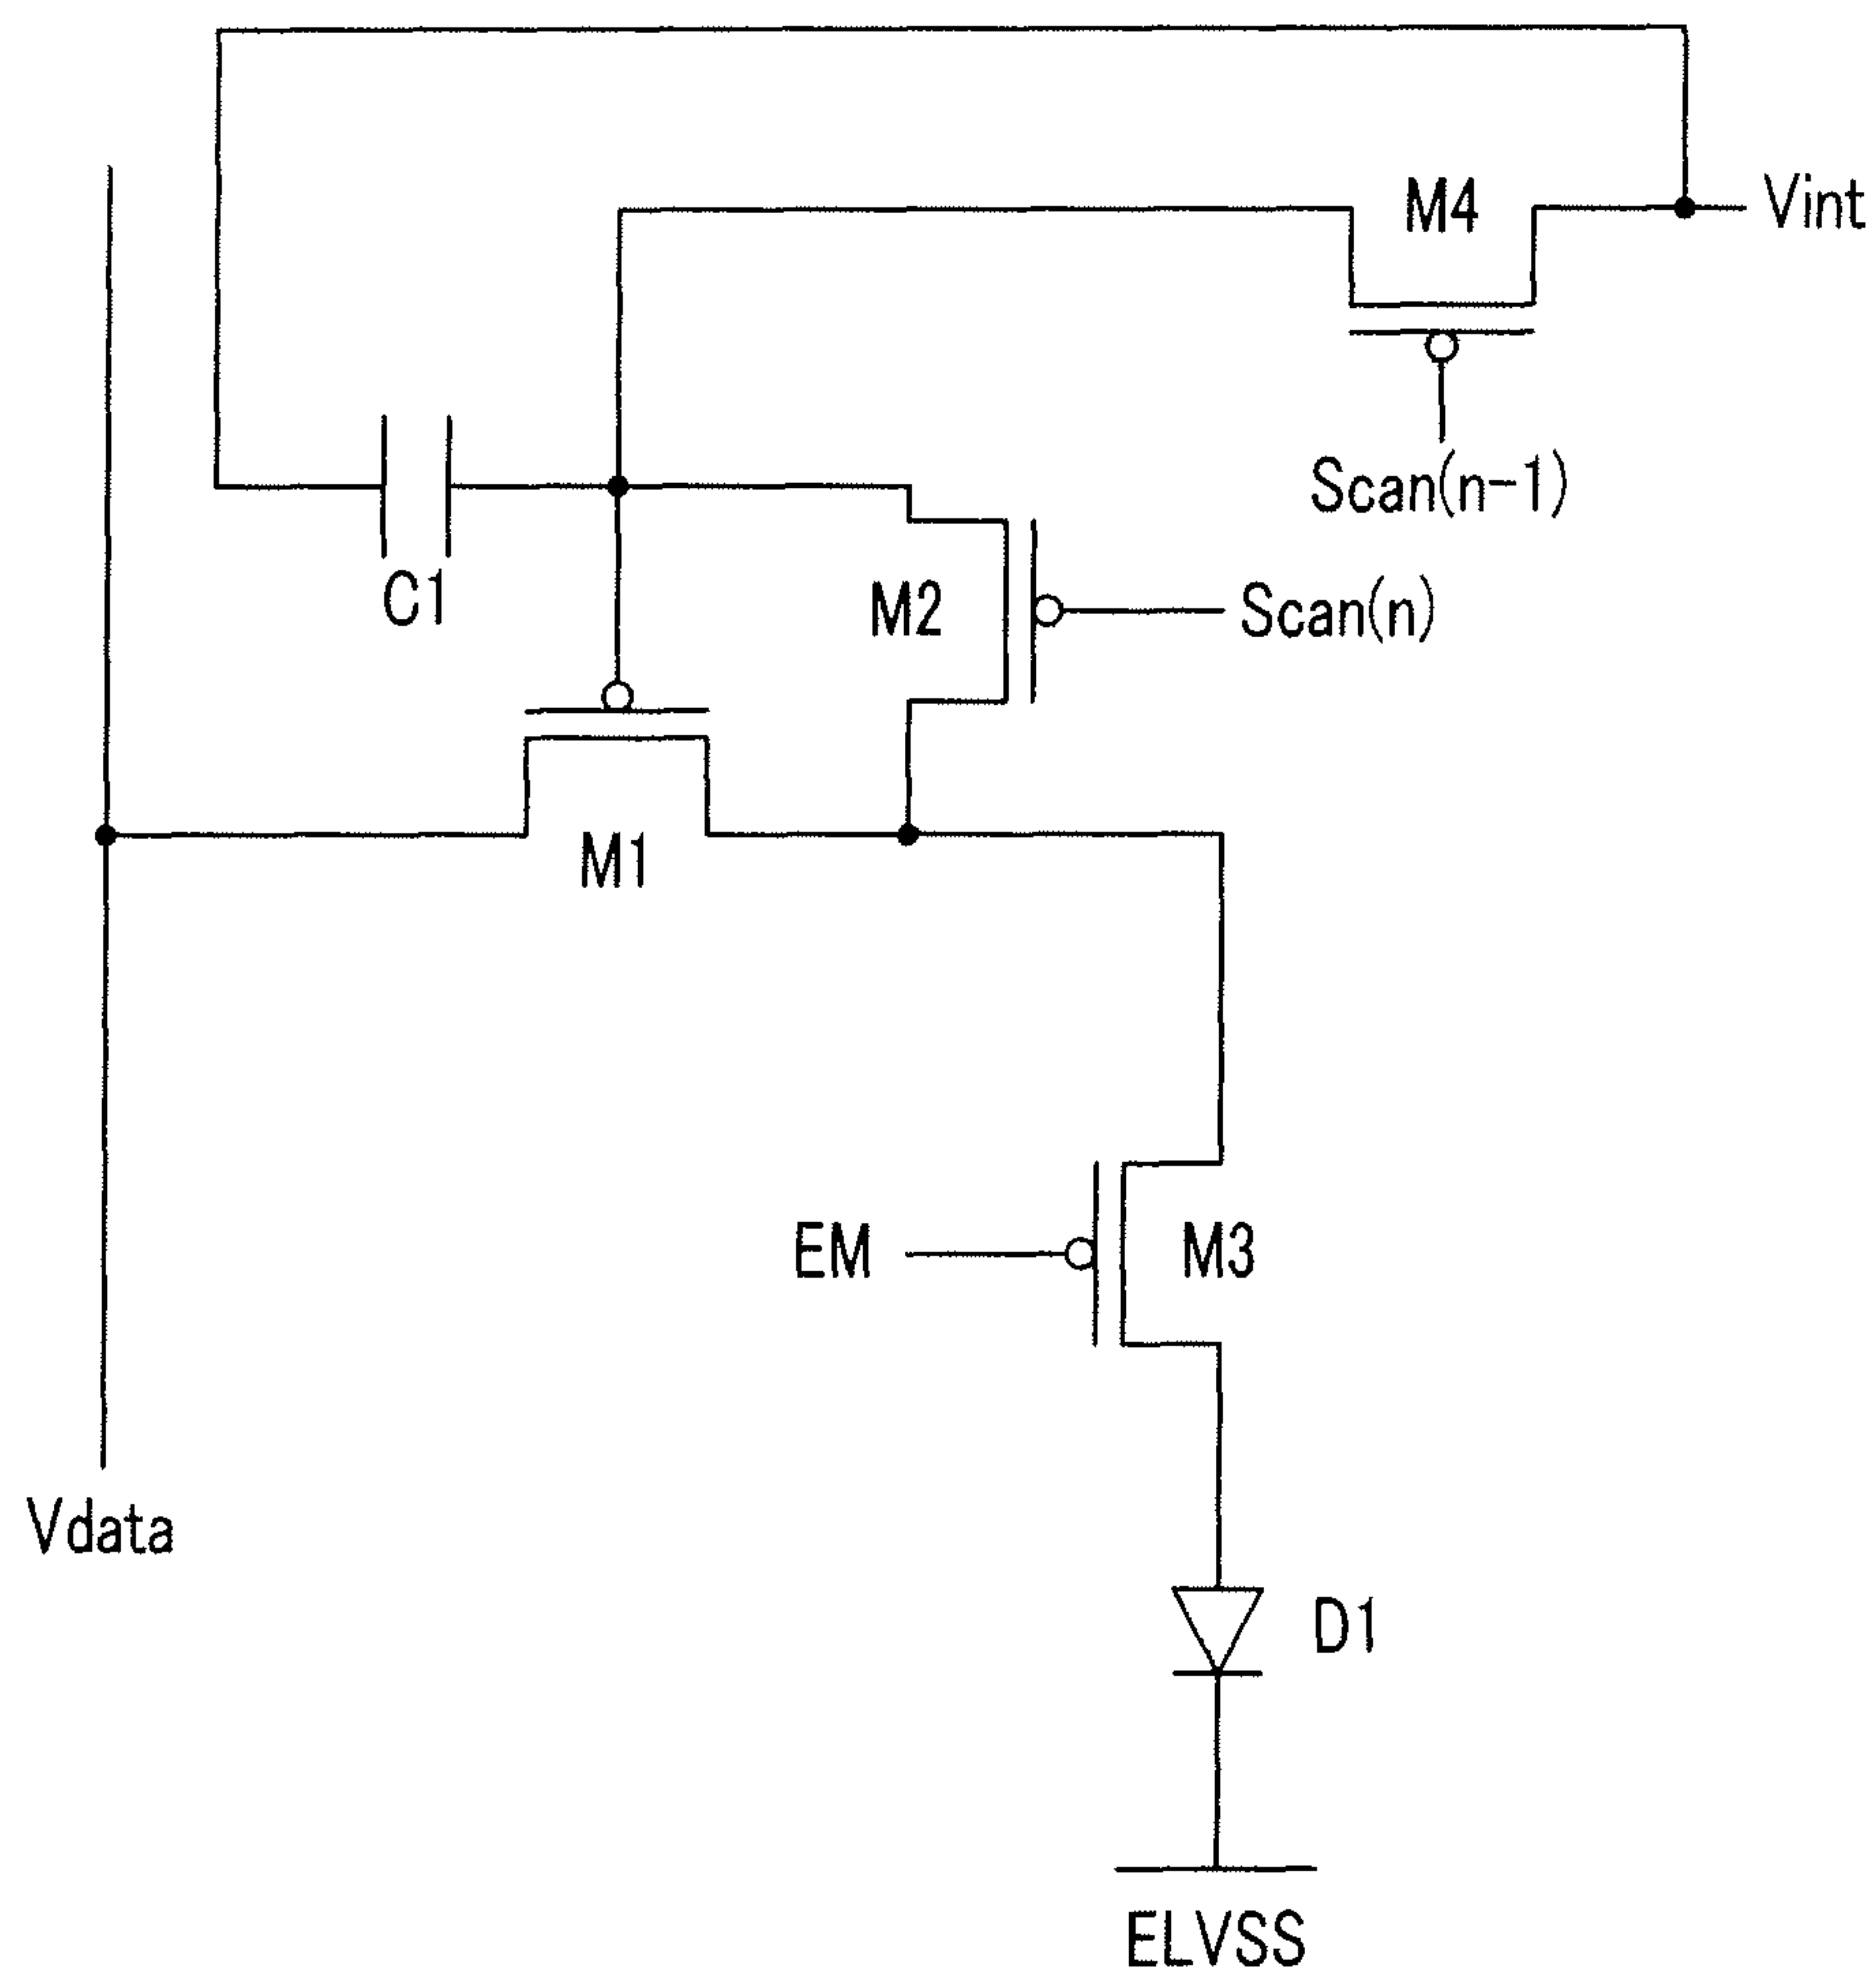 M4
Vint
Scan(n-1)
C1
M2
Scan(n)
M1
EM
M3
Vdata
D1
ELVSS